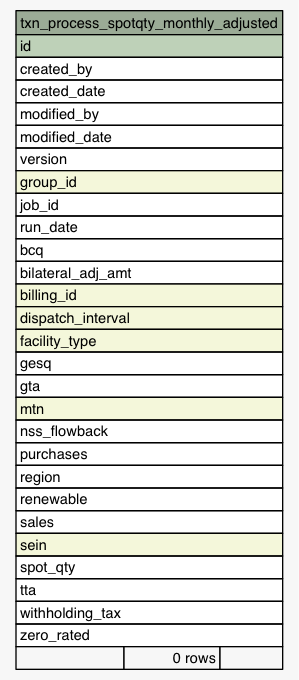 txn_process_spotqty_monthly_adjusted
id
created_by
created_date
modified_by
modified_date
version
group_id
job_id
run_date
bcq
bilateral_adj_amt
billing_id
dispatch_interval
facility_type
gesq
gta
mtn
nss_flowback
purchases
region
renewable
sales
sein
spot_qty
tta
withholding_tax
zero_rated
0 rows